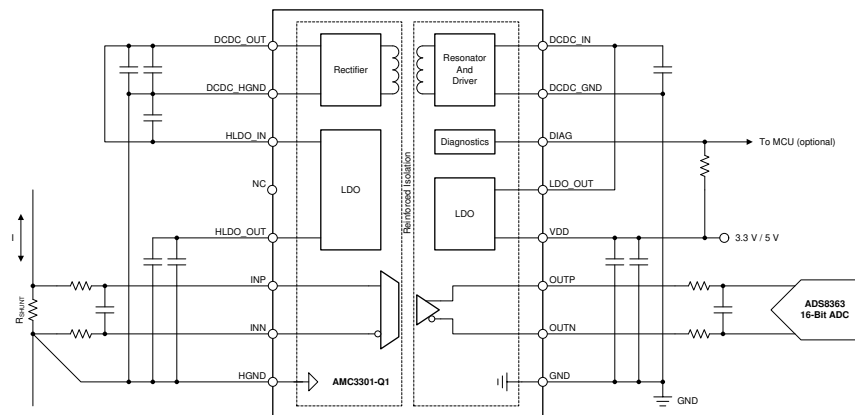 DCDC_OUT
DCDC_HGND
HLDO_IN
NC
HLDO_OUT
INP
INN
HGND
I
RSHUNT
Rectifier
LDO
AMC3301-Q1
Reinforced Isolation
Resonator
And
Driver
Diagnostics
LDO
DCDC_IN
DCDC_GND
DIAG
LDO_OUT
VDD
OUTP
OUTN
GND
To MCU (optional)
3.3 V / 5 V
ADS8363
16-Bit ADC
GND